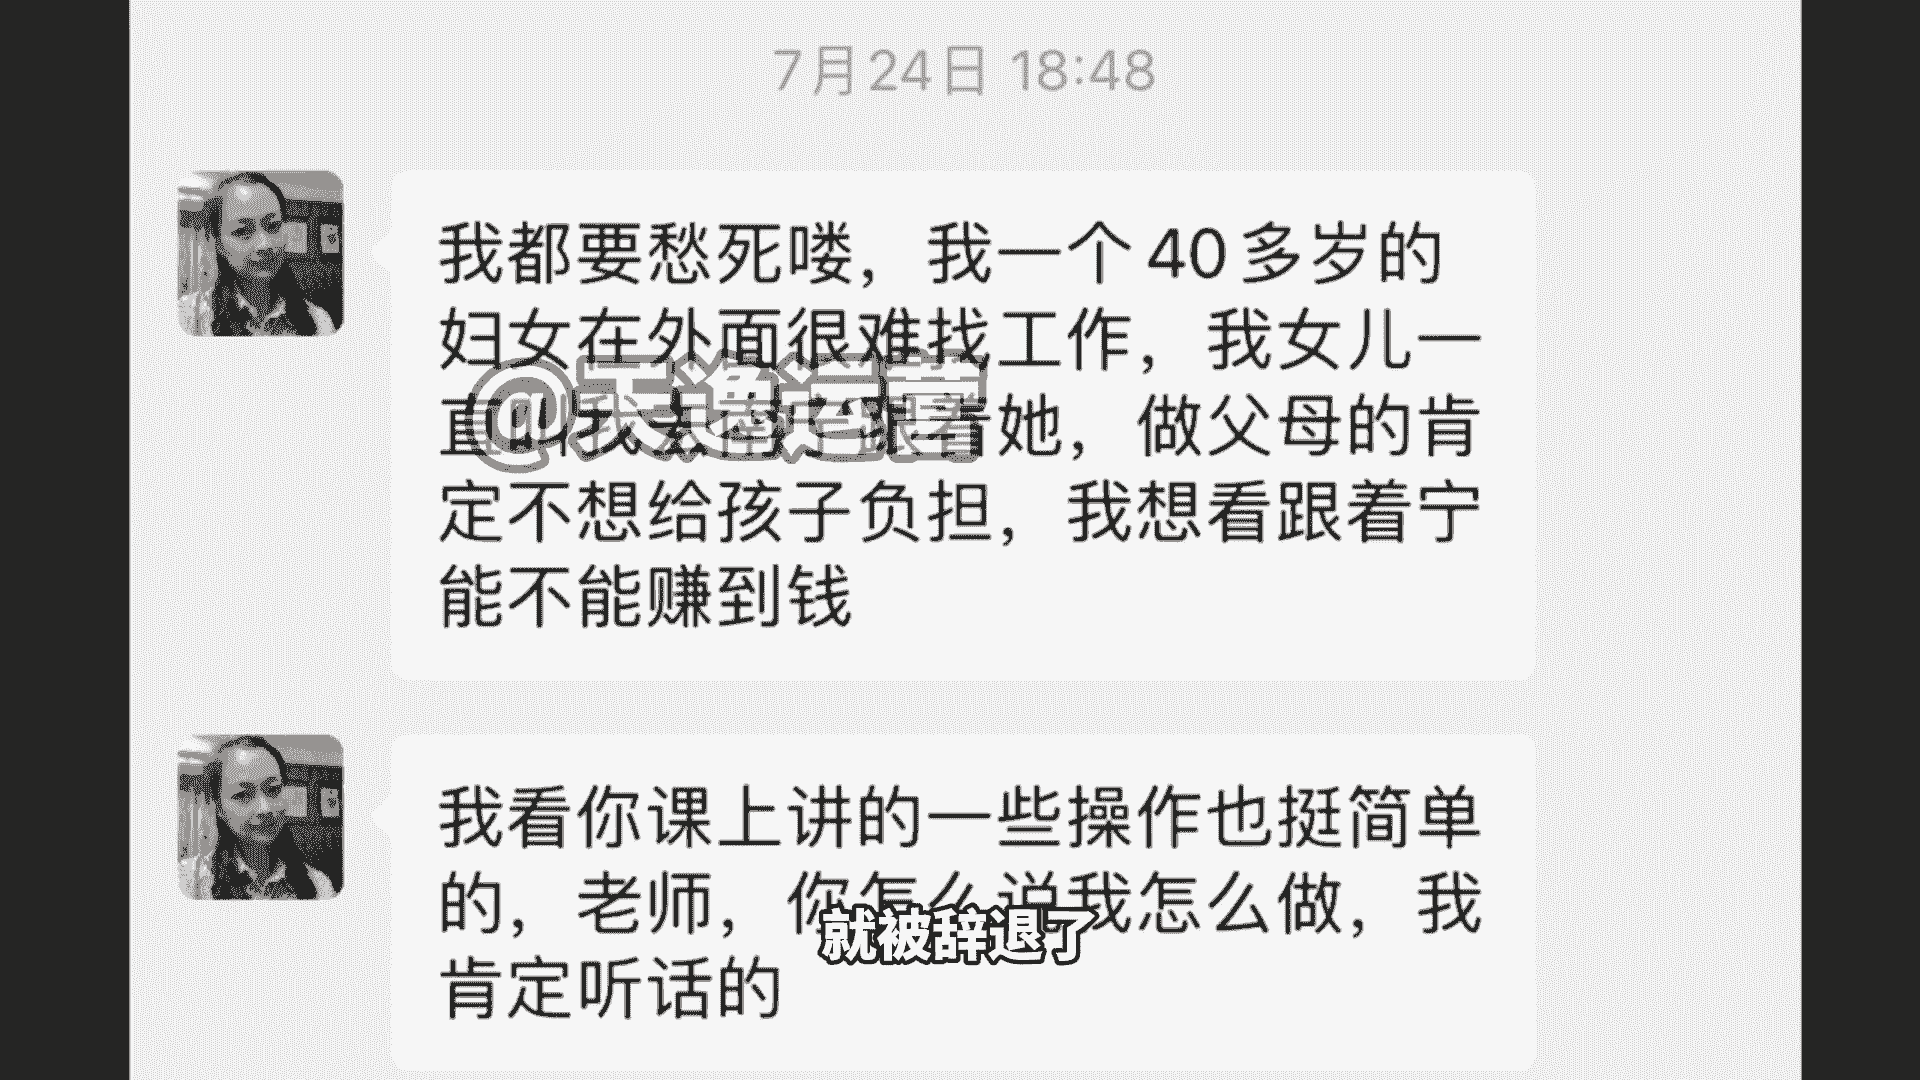 7月24日 18:48
我都要愁死喽，我一个40多岁的
妇女在外面很难找工作，我女儿一
直叫我去南宁跟着她，做父母的肯
定不想给孩子负担，我想看跟着宁
能不能赚到钱
@天逸运营
我看你课上讲的一些操作也挺简单
的，老师，你怎么说我怎么做，我
肯定听话的
就被辞退了